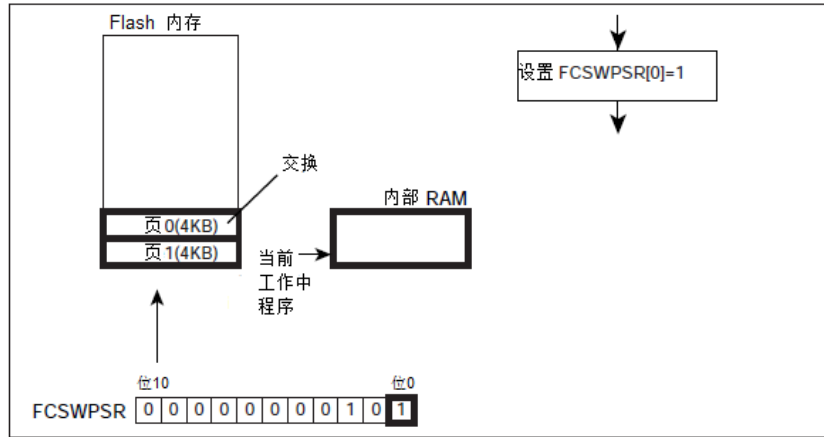 Flash 内存
设置 FCSWPSR[0]=1
交换
内部 RAM
页 0(4KB)
页 1(4KB)
当前
工作中
程序
位10
位0
FCSWPSR 0 0 0 0 0 0 0 0 1 0 1